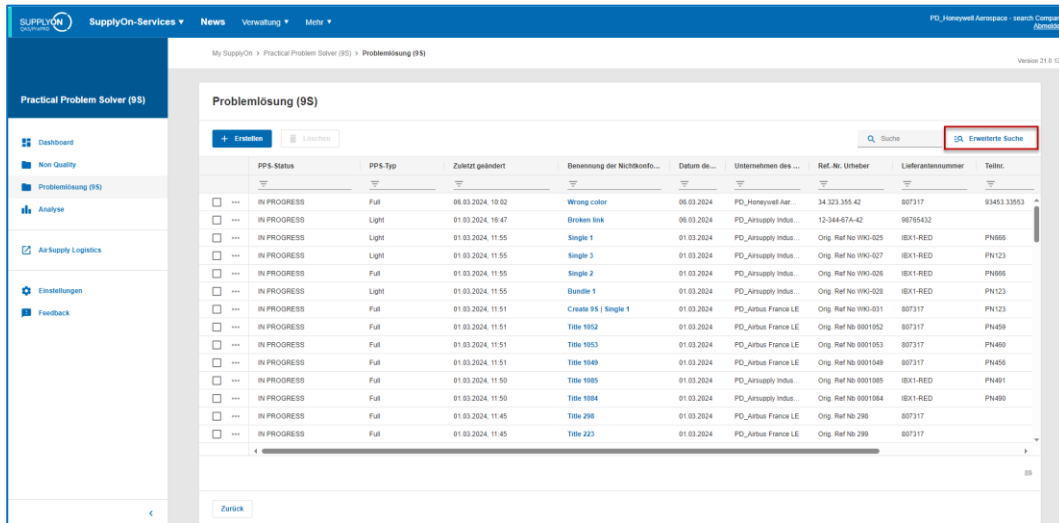 SUPPLYON
QAS/PrePRO
SupplyOn-Services ▾ News Verwaltung ▾ Mehr ▾
PD_Honeywell Aerospace - search Compan
Abmelde
My SupplyOn > Practical Problem Solver (9S) > Problemlösung (9S)
Version 21.0.12
Practical Problem Solver (9S)
Dashboard
Non Quality
Problemlösung (9S)
Analyse
AirSupply Logistics
Einstellungen
Feedback
Problemlösung (9S)
+ Erstellen Löschen Suche Erweiterte Suche
PPS-Status PPS-Typ Zuletzt geändert Benennung der Nichtkonfo... Datum de... Unternehmen des ... Ref.-Nr. Urheber Lieferantennummer Teilnr.
IN PROGRESS Full 06.03.2024, 10:02 Wrong color 06.03.2024 PD_Honeywell Aer... 34.323.355.42 807317 93453.33553
IN PROGRESS Light 01.03.2024, 16:47 Broken link 06.03.2024 PD_Airsupply Indus... 12-344-67A-42 98765432
IN PROGRESS Light 01.03.2024, 11:55 Single 1 01.03.2024 PD_Airsupply Indus... Orig. Ref No WKI-025 IBX1-RED PN666
IN PROGRESS Light 01.03.2024, 11:55 Single 3 01.03.2024 PD_Airsupply Indus... Orig. Ref No WKI-027 IBX1-RED PN123
IN PROGRESS Full 01.03.2024, 11:55 Single 2 01.03.2024 PD_Airsupply Indus... Orig. Ref No WKI-026 IBX1-RED PN666
IN PROGRESS Light 01.03.2024, 11:55 Bundle 1 01.03.2024 PD_Airsupply Indus... Orig. Ref No WKI-028 IBX1-RED PN123
IN PROGRESS Full 01.03.2024, 11:51 Create 9S | Single 1 01.03.2024 PD_Airbus France LE Orig. Ref No WKI-031 807317 PN123
IN PROGRESS Full 01.03.2024, 11:51 Title 1052 01.03.2024 PD_Airbus France LE Orig. Ref Nb 0001052 807317 PN459
IN PROGRESS Full 01.03.2024, 11:51 Title 1053 01.03.2024 PD_Airbus France LE Orig. Ref Nb 0001053 807317 PN460
IN PROGRESS Full 01.03.2024, 11:51 Title 1049 01.03.2024 PD_Airbus France LE Orig. Ref Nb 0001049 807317 PN456
IN PROGRESS Full 01.03.2024, 11:50 Title 1085 01.03.2024 PD_Airsupply Indus... Orig. Ref Nb 0001085 IBX1-RED PN491
IN PROGRESS Full 01.03.2024, 11:50 Title 1084 01.03.2024 PD_Airsupply Indus... Orig. Ref Nb 0001084 IBX1-RED PN490
IN PROGRESS Full 01.03.2024, 11:45 Title 298 01.03.2024 PD_Airbus France LE Orig. Ref Nb 298 807317
IN PROGRESS Full 01.03.2024, 11:45 Title 223 01.03.2024 PD_Airbus France LE Orig. Ref Nb 299 807317
Zurück